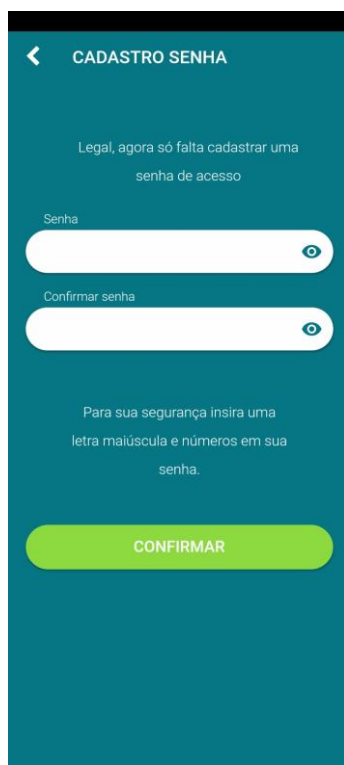 CADASTRO SENHA
Legal, agora só falta cadastrar uma
senha de acesso
Senha
Confirmar senha
Para sua segurança insira uma
letra maiúscula e números em sua
senha.
CONFIRMAR